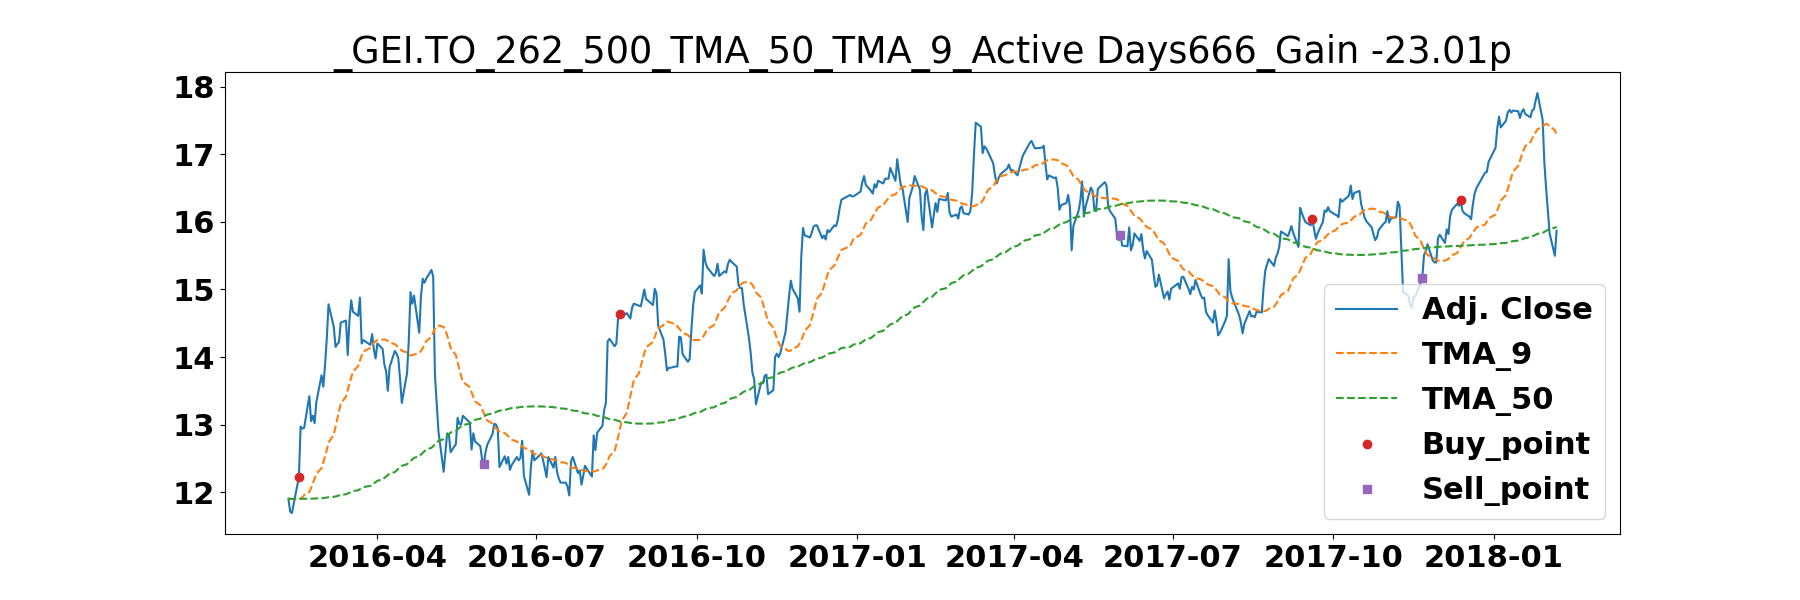 _GEI.TO_262_500_TMA_50_TMA_9_Active Days666_Gain -23.01p
18
17
16
15
14
13
12
2016-04 2016-07 2016-10 2017-01 2017-04 2017-07 2017-10 2018-01
Adj. Close
TMA_9
TMA_50
Buy_point
Sell_point